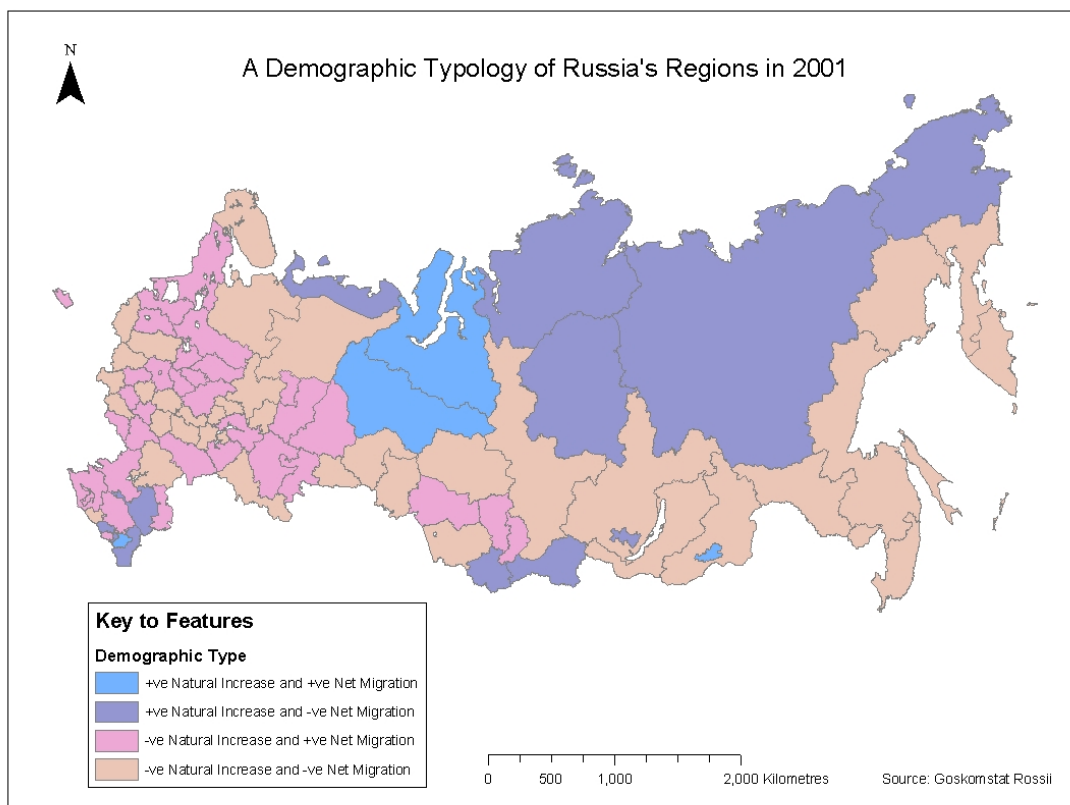 N
A Demographic Typology of Russia's Regions in 2001
Key to Features
Demographic Type
+ve Natural Increase and +ve Net Migration
+ve Natural Increase and -ve Net Migration
-ve Natural Increase and +ve Net Migration
-ve Natural Increase and -ve Net Migration
0 500 1,000 2,000 Kilometres
Source: Goskomstat Rossii